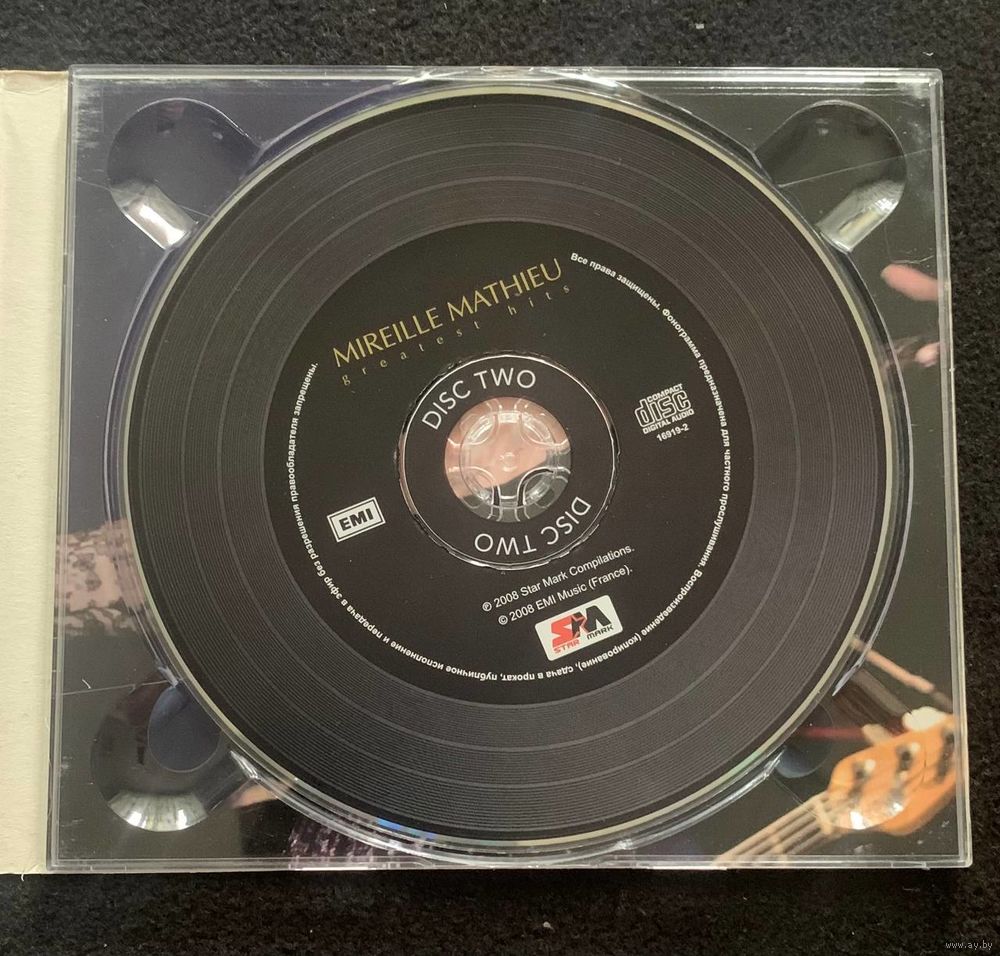 MIREILLE MATHIEU
greatest hits
Все права защищены. Фонограмма предназначена для частного прослушивания. Воспроизведение (копирование), сдача в прокат, публичное исполнение и передача в эфир без разрешения правообладателя запрещены.
DISC TWO
COMPACT
disc
DIGITAL AUDIO
16919-2
EMI
DISC TWO
℗ 2008 Star Mark Compilations.
© 2008 EMI Music (France).
SMA
STAR MARK
www.ay.by